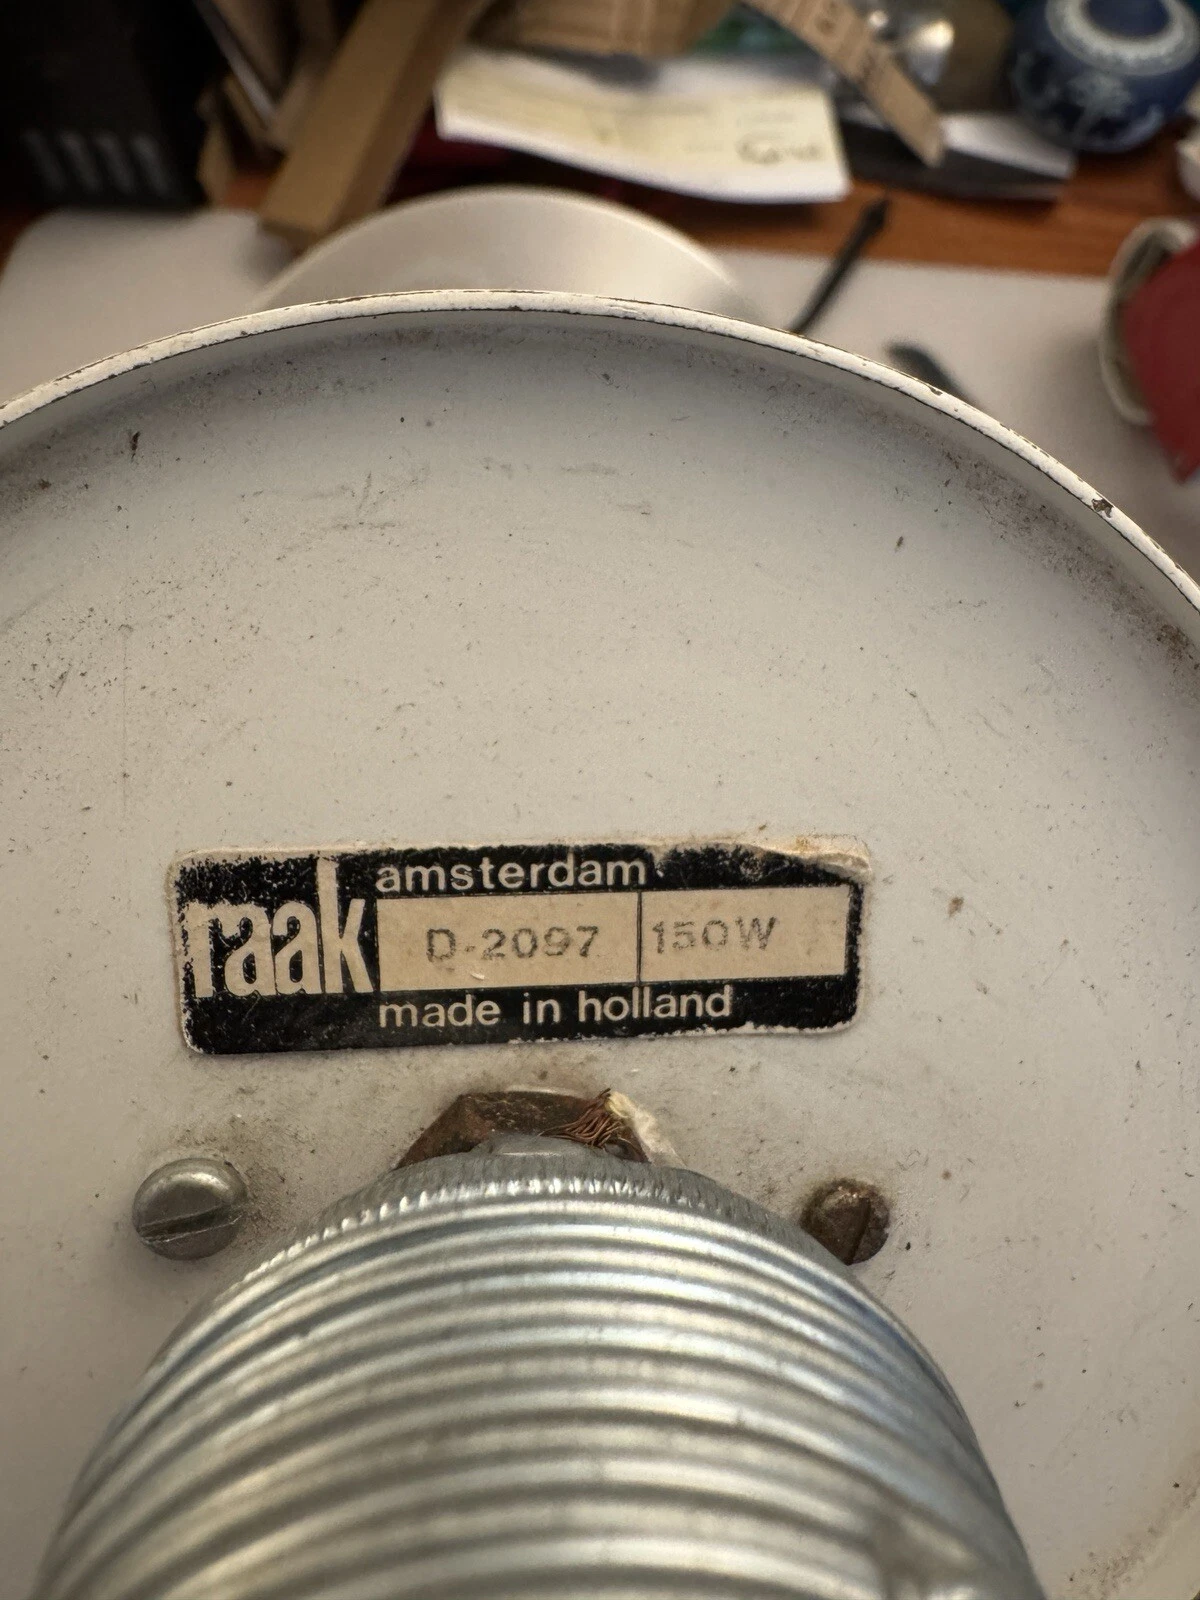 amsterdam
raak
D-2097 150W
made in holland